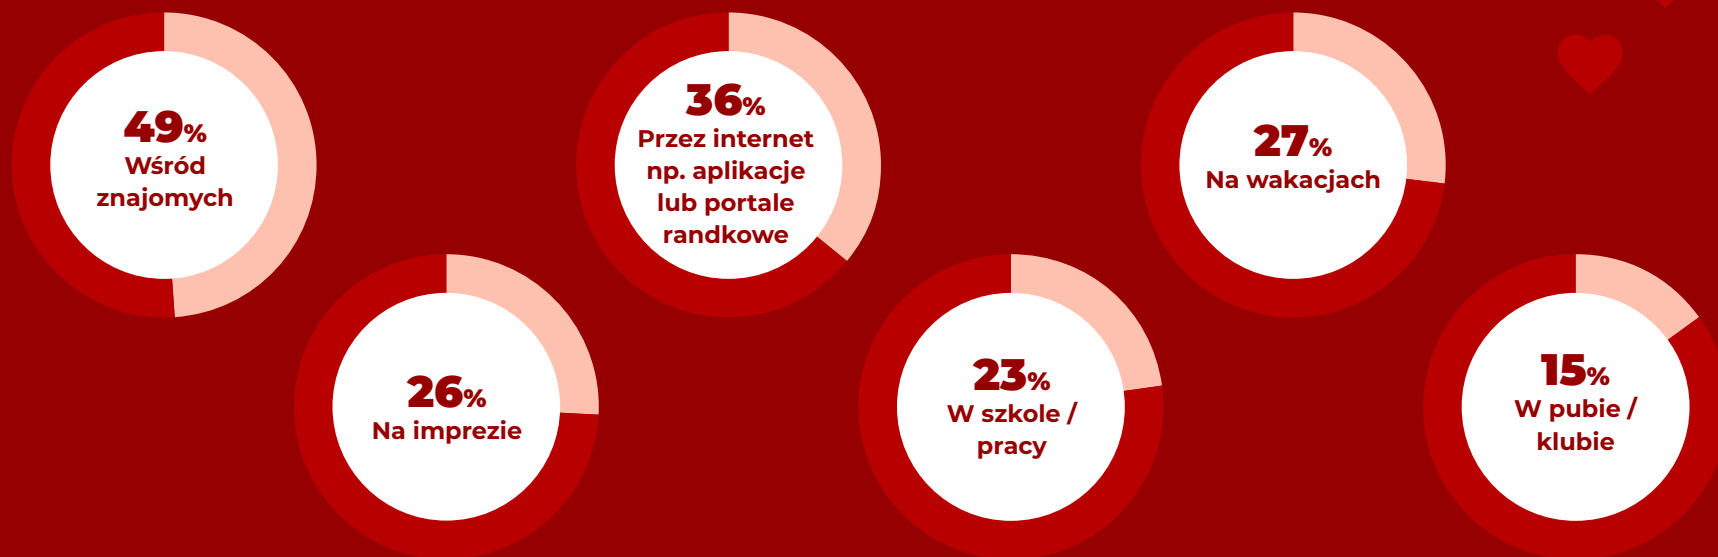 49%
Wśród
znajomych
26%
Na imprezie
36%
Przez internet
np. aplikacje
lub portale
randkowe
23%
W szkole /
pracy
27%
Na wakacjach
15%
W pubie /
klubie